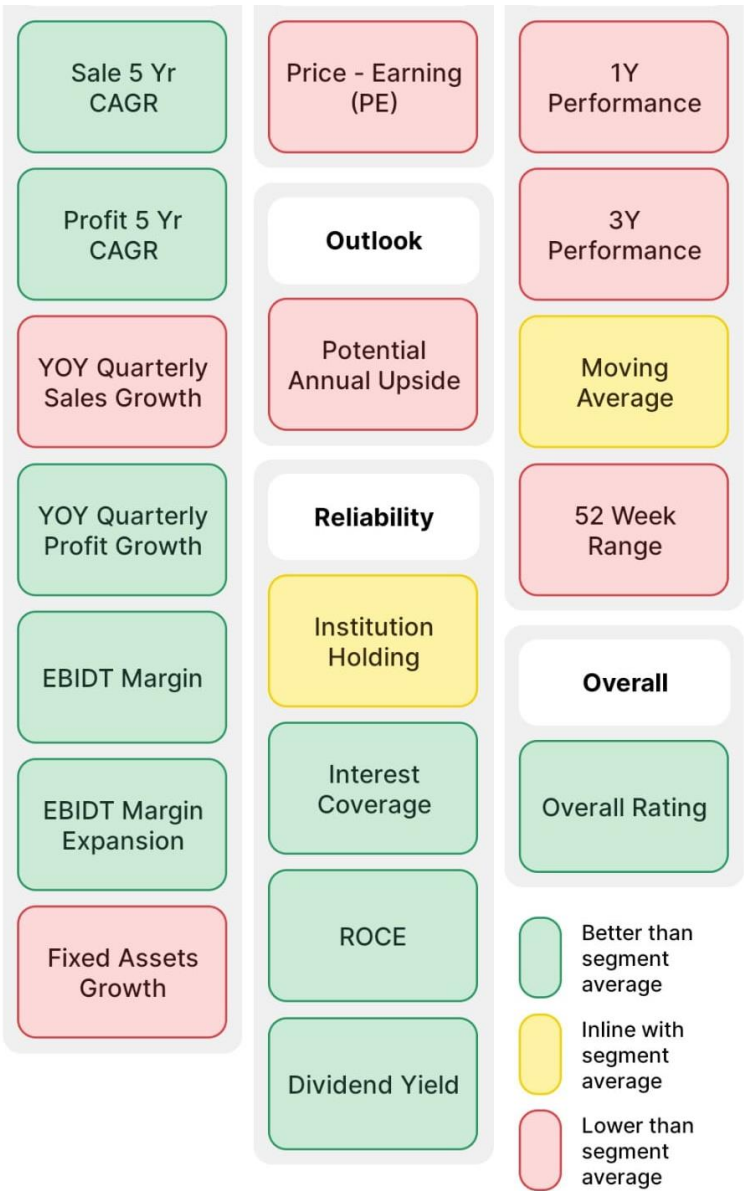 Sale 5 Yr
CAGR
Profit 5 Yr
CAGR
YOY Quarterly
Sales Growth
YOY Quarterly
Profit Growth
EBIDT Margin
EBIDT Margin
Expansion
Fixed Assets
Growth
Price - Earning
(PE)
Outlook
Potential
Annual Upside
Reliability
Institution
Holding
Interest
Coverage
ROCE
Dividend Yield
1Y
Performance
3Y
Performance
Moving
Average
52 Week
Range
Overall
Overall Rating
Better than
segment
average
Inline with
segment
average
Lower than
segment
average